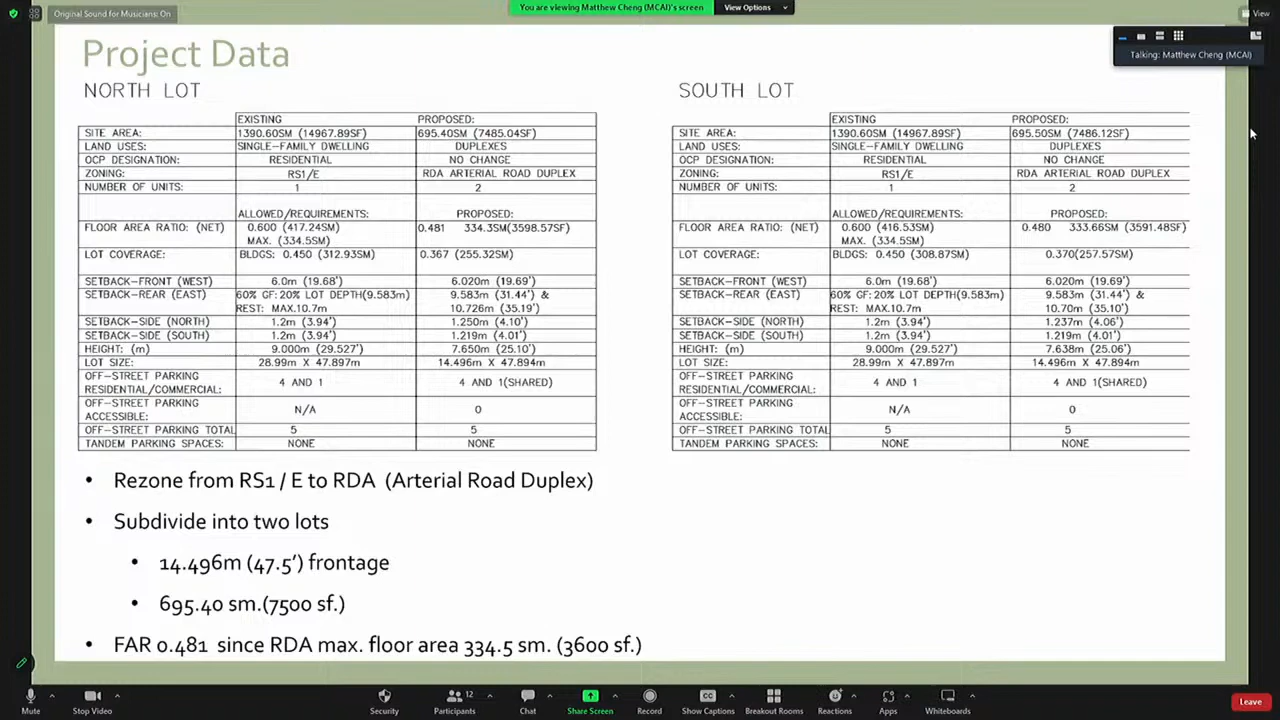 Original Sound for Musicians: On
You are viewing Matthew Cheng (MCAI)'s screen
View Options
View
Talking: Matthew Cheng (MCAI)
Project Data
NORTH LOT
EXISTING PROPOSED:
SITE AREA: 1390.60SM (14967.89SF) 695.40SM (7485.04SF)
LAND USES: SINGLE-FAMILY DWELLING DUPLEXES
OCP DESIGNATION: RESIDENTIAL NO CHANGE
ZONING: RS1/E RDA ARTERIAL ROAD DUPLEX
NUMBER OF UNITS: 1 2
ALLOWED/REQUIREMENTS: PROPOSED:
FLOOR AREA RATIO: (NET) 0.600 (417.24SM) 0.481 334.3SM(3598.57SF)
MAX. (334.5SM)
LOT COVERAGE: BLDGS: 0.450 (312.93SM) 0.367 (255.32SM)
SETBACK-FRONT (WEST) 6.0m (19.68') 6.020m (19.69')
SETBACK-REAR (EAST) 60% GF: 20% LOT DEPTH(9.583m) 9.583m (31.44') &
REST: MAX.10.7m 10.726m (35.19')
SETBACK-SIDE (NORTH) 1.2m (3.94') 1.250m (4.10')
SETBACK-SIDE (SOUTH) 1.2m (3.94') 1.219m (4.01')
HEIGHT: (m) 9.000m (29.527') 7.650m (25.10')
LOT SIZE: 28.99m X 47.897m 14.496m X 47.894m
OFF-STREET PARKING
RESIDENTIAL/COMMERCIAL: 4 AND 1 4 AND 1(SHARED)
OFF-STREET PARKING
ACCESSIBLE: N/A 0
OFF-STREET PARKING TOTAL 5 5
TANDEM PARKING SPACES: NONE NONE
SOUTH LOT
EXISTING PROPOSED:
SITE AREA: 1390.60SM (14967.89SF) 695.50SM (7486.12SF)
LAND USES: SINGLE-FAMILY DWELLING DUPLEXES
OCP DESIGNATION: RESIDENTIAL NO CHANGE
ZONING: RS1/E RDA ARTERIAL ROAD DUPLEX
NUMBER OF UNITS: 1 2
ALLOWED/REQUIREMENTS: PROPOSED:
FLOOR AREA RATIO: (NET) 0.600 (416.53SM) 0.480 333.66SM (3591.48SF)
MAX. (334.5SM)
LOT COVERAGE: BLDGS: 0.450 (308.87SM) 0.370(257.57SM)
SETBACK-FRONT (WEST) 6.0m (19.68') 6.020m (19.69')
SETBACK-REAR (EAST) 60% GF: 20% LOT DEPTH(9.583m) 9.583m (31.44') &
REST: MAX.10.7m 10.70m (35.10')
SETBACK-SIDE (NORTH) 1.2m (3.94') 1.237m (4.06')
SETBACK-SIDE (SOUTH) 1.2m (3.94') 1.219m (4.01')
HEIGHT: (m) 9.000m (29.527') 7.638m (25.06')
LOT SIZE: 28.99m X 47.897m 14.496m X 47.894m
OFF-STREET PARKING
RESIDENTIAL/COMMERCIAL: 4 AND 1 4 AND 1(SHARED)
OFF-STREET PARKING
ACCESSIBLE: N/A 0
OFF-STREET PARKING TOTAL 5 5
TANDEM PARKING SPACES: NONE NONE
• Rezone from RS1 / E to RDA (Arterial Road Duplex)
• Subdivide into two lots
• 14.496m (47.5') frontage
• 695.40 sm.(7500 sf.)
• FAR 0.481 since RDA max. floor area 334.5 sm. (3600 sf.)
Mute Stop Video Security Participants 12 Chat Share Screen Record Show Captions Breakout Rooms Reactions Apps Whiteboards Leave